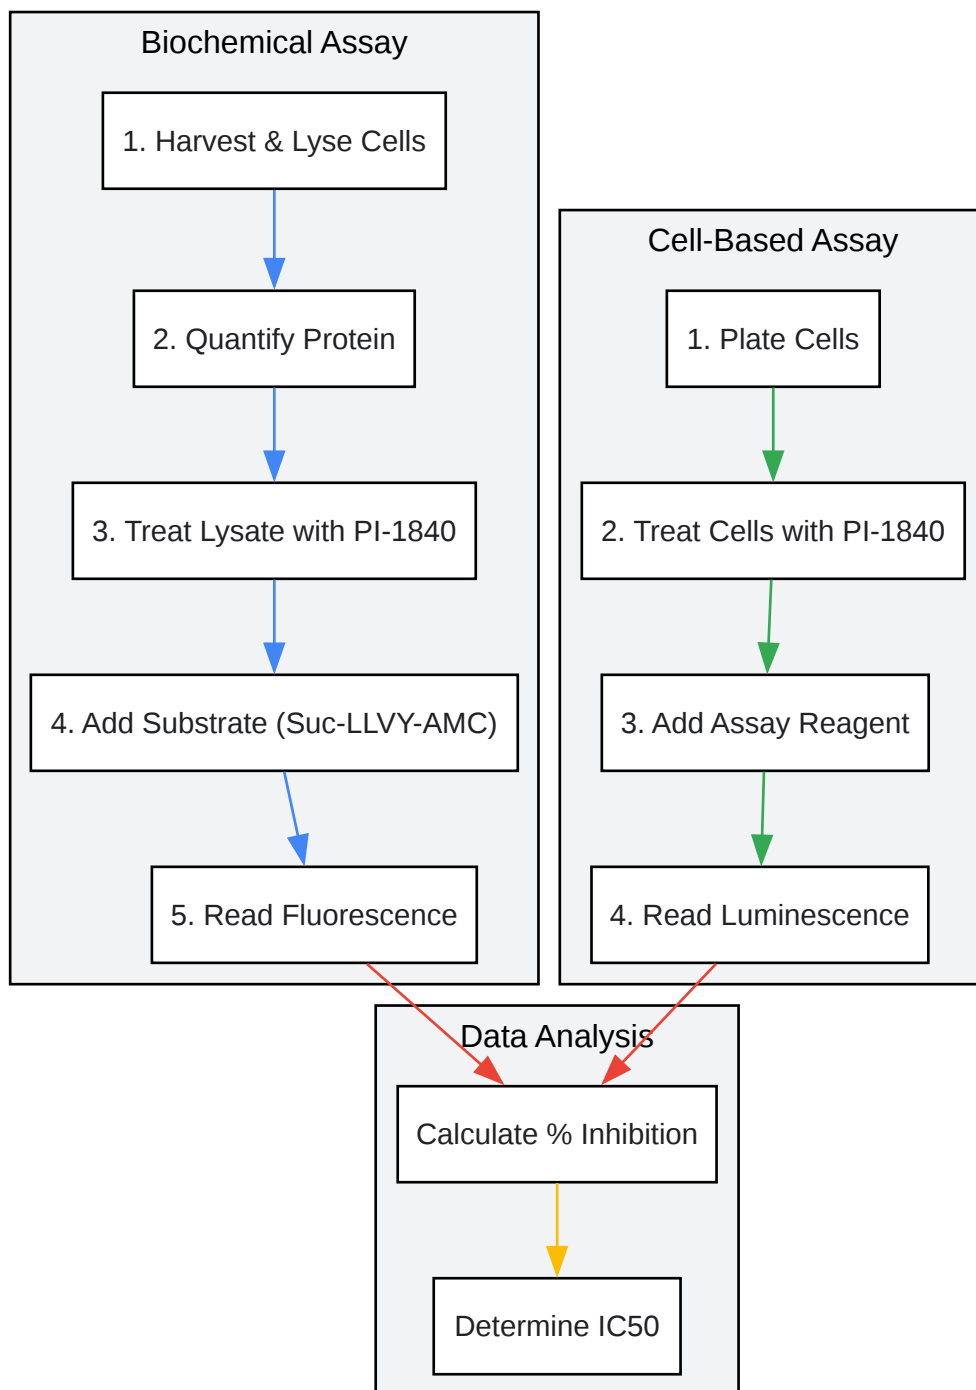 Biochemical Assay
1. Harvest & Lyse Cells
2. Quantify Protein
3. Treat Lysate with PI-1840
4. Add Substrate (Suc-LLVY-AMC)
5. Read Fluorescence
Cell-Based Assay
1. Plate Cells
2. Treat Cells with PI-1840
3. Add Assay Reagent
4. Read Luminescence
Data Analysis
Calculate % Inhibition
Determine IC50